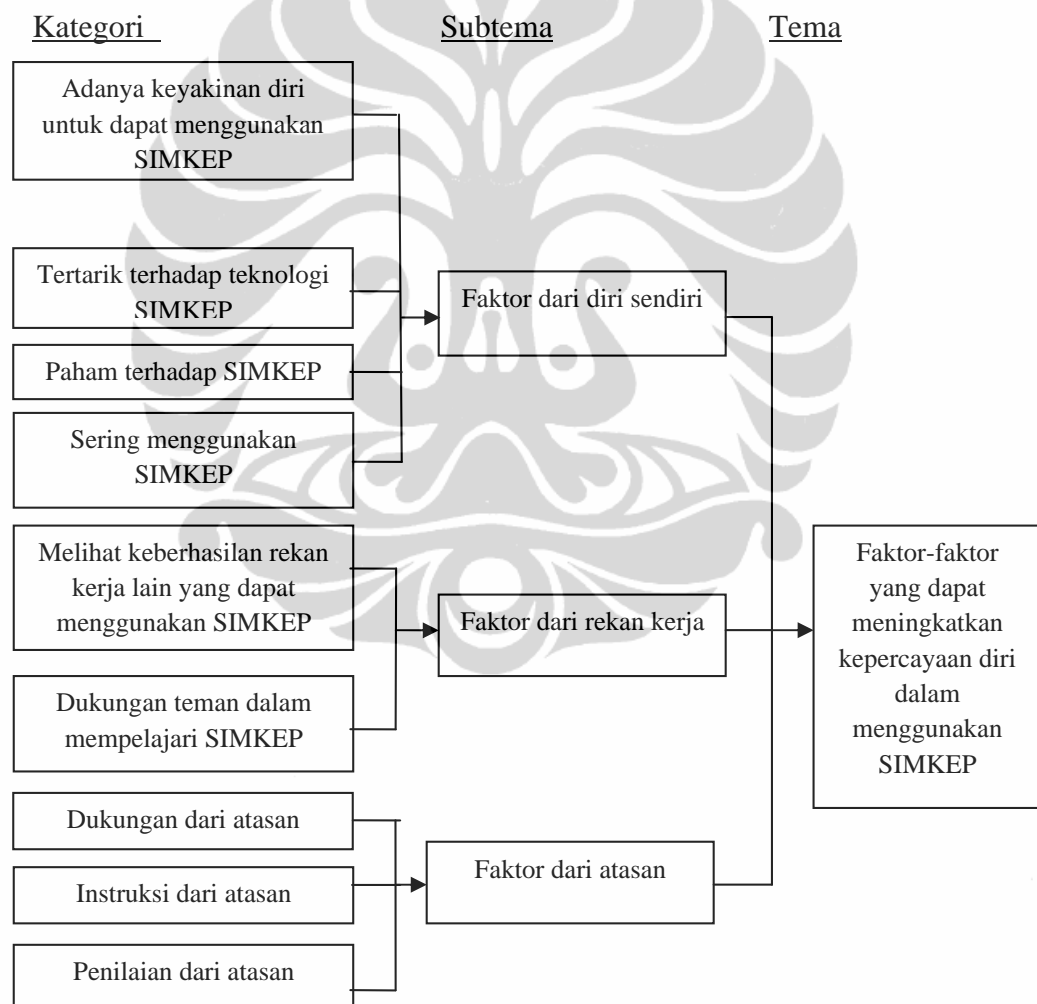 Kategori
Subtema
Tema
Adanya keyakinan diri
untuk dapat menggunakan
SIMKEP
Tertarik terhadap teknologi
SIMKEP
Paham terhadap SIMKEP
Sering menggunakan
SIMKEP
Faktor dari diri sendiri
Melihat keberhasilan rekan
kerja lain yang dapat
menggunakan SIMKEP
Dukungan teman dalam
mempelajari SIMKEP
Faktor dari rekan kerja
Dukungan dari atasan
Instruksi dari atasan
Penilaian dari atasan
Faktor dari atasan
Faktor-faktor
yang dapat
meningkatkan
kepercayaan diri
dalam
menggunakan
SIMKEP